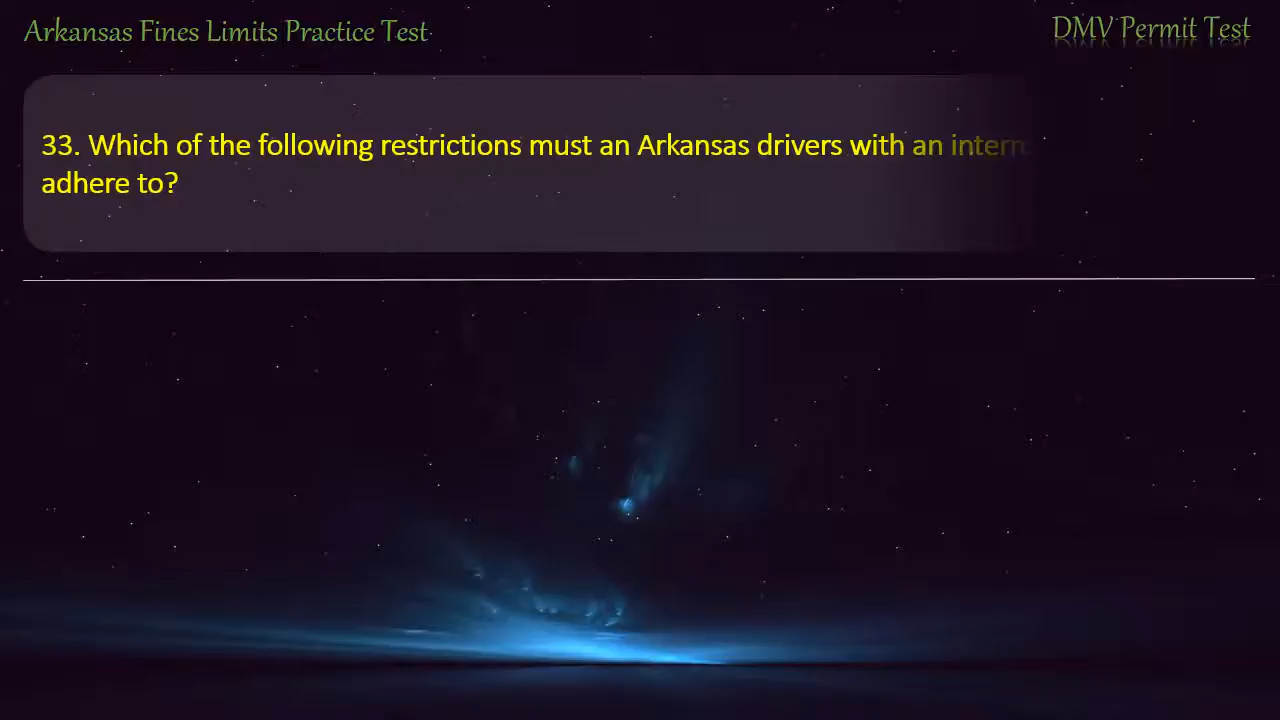 Arkansas Fines Limits Practice Test
DMV Permit Test
33. Which of the following restrictions must an Arkansas drivers with an
adhere to?